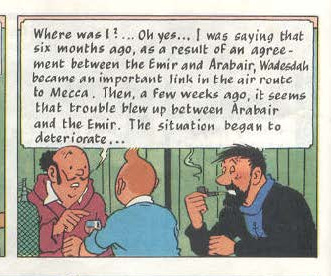 Where was I?... Oh yes... I was saying that
six months ago, as a result of an agree-
ment between the Emir and Arabair, Wadesdah
became an important link in the air route
to Mecca. Then, a few weeks ago, it seems
that trouble blew up between Arabair
and the Emir. The situation began to
deteriorate...